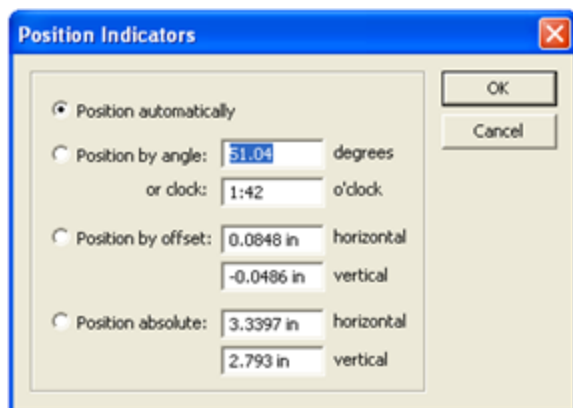 Position Indicators
OK
Cancel
Position automatically
Position by angle: 51.04 degrees
or clock: 1:42 o'clock
Position by offset: 0.0848 in horizontal
-0.0486 in vertical
Position absolute: 3.3397 in horizontal
2.793 in vertical